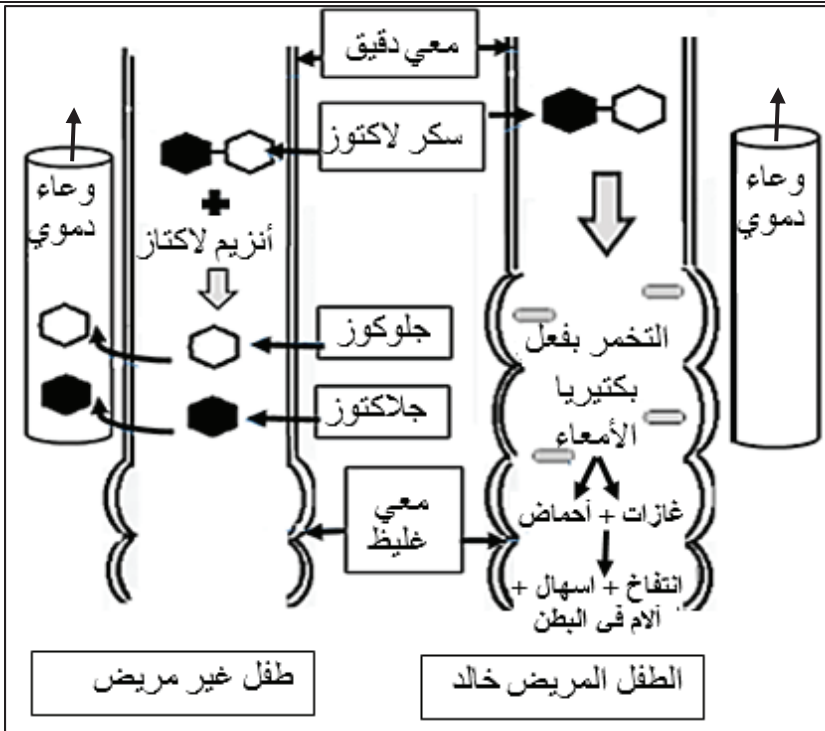 معي دقيق
سكر لاكتوز
وعاء
دموي
وعاء
دموي
أنزيم لاكتاز
جلوكوز
جلاكتوز
التخمر بفعل
بكتيريا
الأمعاء
معي
غليظ
غازات + أحماض
انتفاخ + اسهال +
آلام فى البطن
الطفل المريض خالد
طفل غير مريض